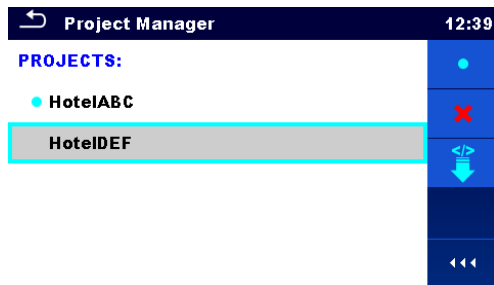 Project Manager 12:39
PROJECTS:
HotelABC
HotelDEF
</>